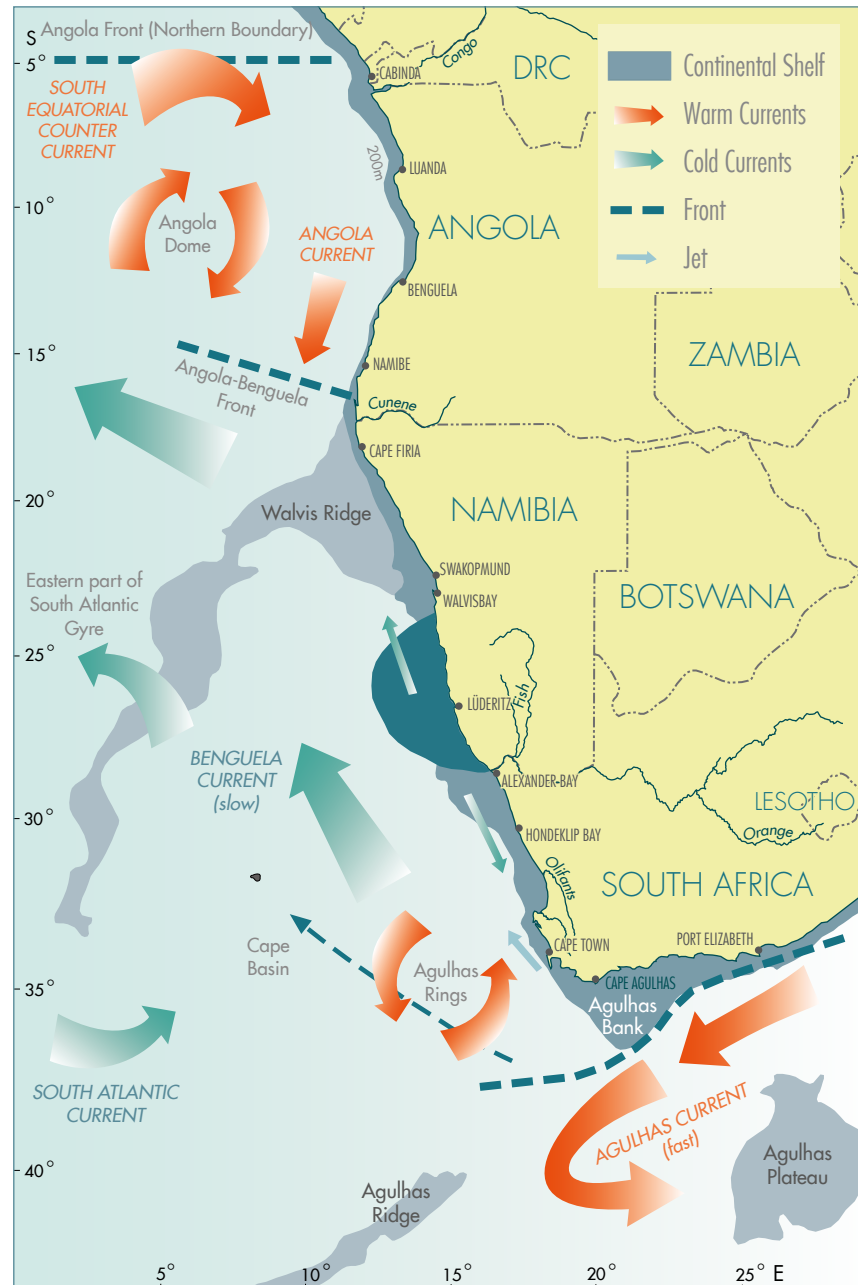 S
Angola Front (Northern Boundary)
5°
SOUTH
EQUATORIAL
COUNTER
CURRENT
CABINDA
Congo
DRC
Continental Shelf
Warm Currents
Cold Currents
Front
Jet
200m
LUANDA
10°
Angola
Dome
ANGOLA
CURRENT
ANGOLA
BENGUELA
15°
NAMIBE
ZAMBIA
Angola-Benguela
Front
Cunene
CAPE FIRIA
20°
Walvis Ridge
NAMIBIA
SWAKOPMUND
WALVISBAY
BOTSWANA
Eastern part of
South Atlantic
Gyre
25°
Fish
LÜDERITZ
BENGUELA
CURRENT
(slow)
ALEXANDER-BAY
30°
HONDEKLIP BAY
LESOTHO
Orange
Olifants
SOUTH AFRICA
Cape
Basin
Agulhas
Rings
CAPE TOWN
PORT ELIZABETH
35°
CAPE AGULHAS
Agulhas
Bank
SOUTH ATLANTIC
CURRENT
AGULHAS CURRENT
(fast)
40°
Agulhas
Ridge
Agulhas
Plateau
5°
10°
15°
20°
25° E